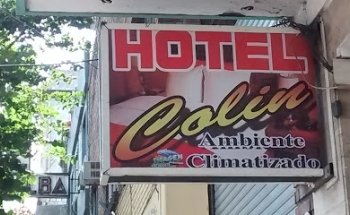 HOTEL
Colin
Ambiente
Climatizado
BA